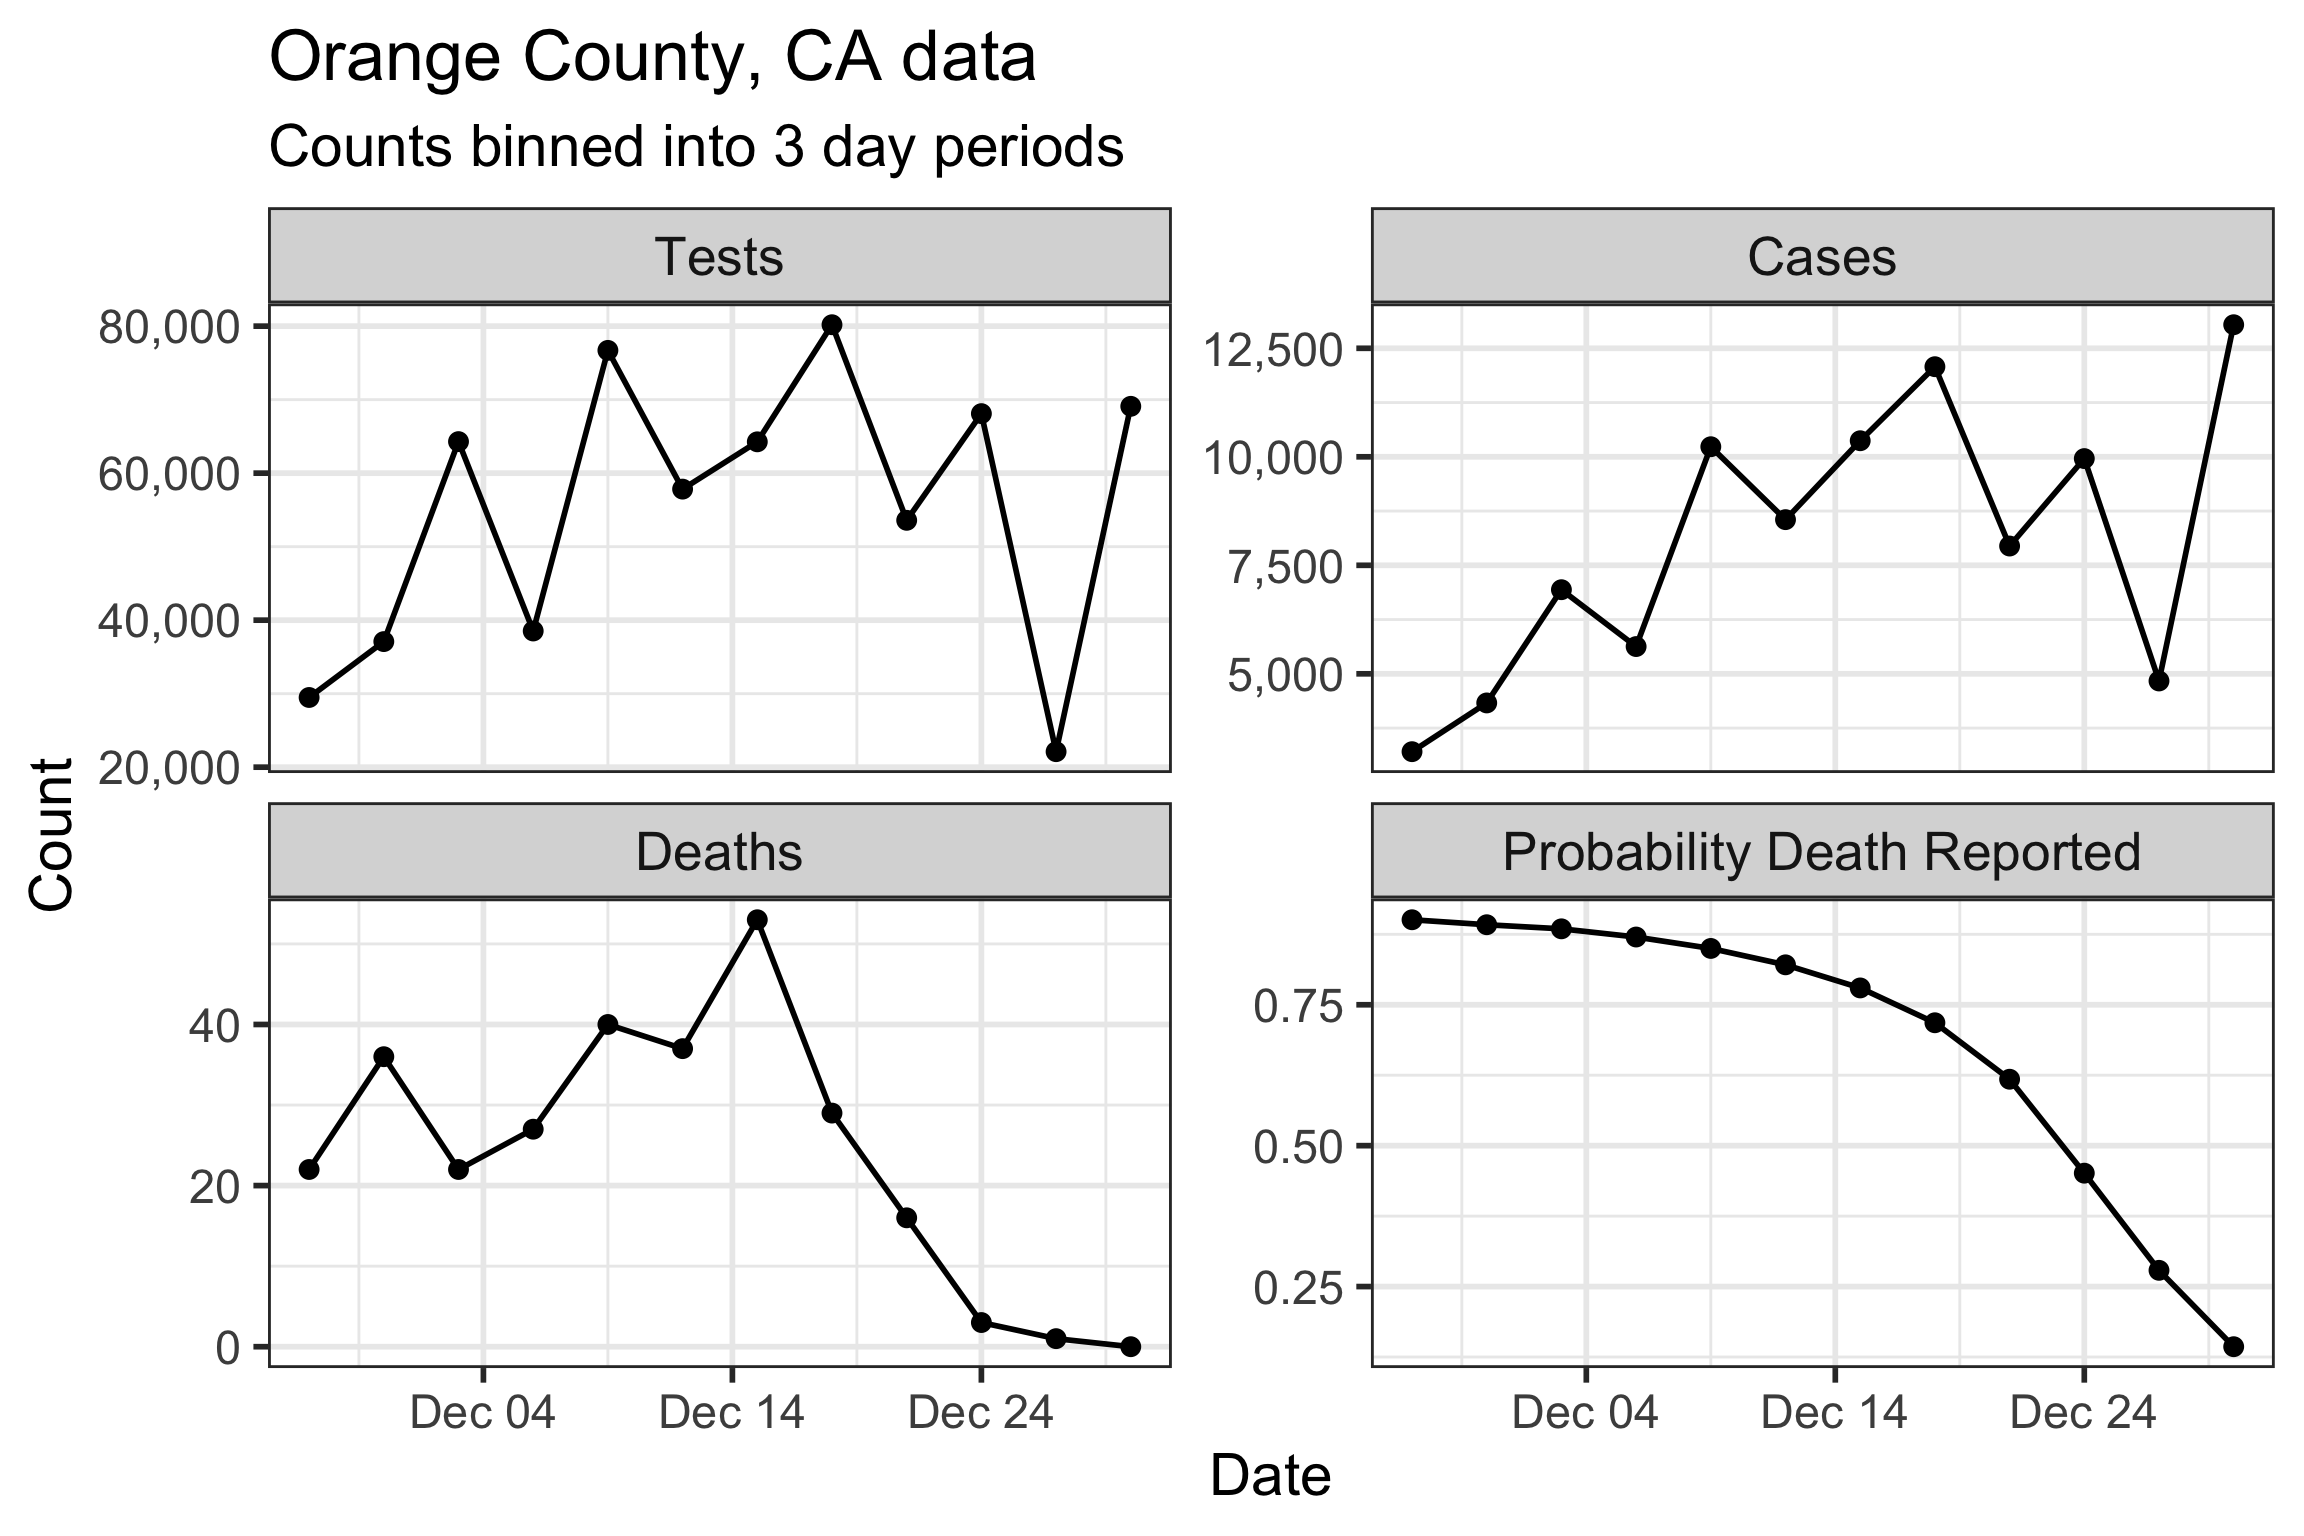 Orange County, CA data
Counts binned into 3 day periods
Tests
Cases
80,000
60,000
40,000
20,000
12,500
10,000
7,500
5,000
Count
Deaths
Probability Death Reported
40
20
0
0.75
0.50
0.25
Dec 04 Dec 14 Dec 24
Dec 04 Dec 14 Dec 24
Date